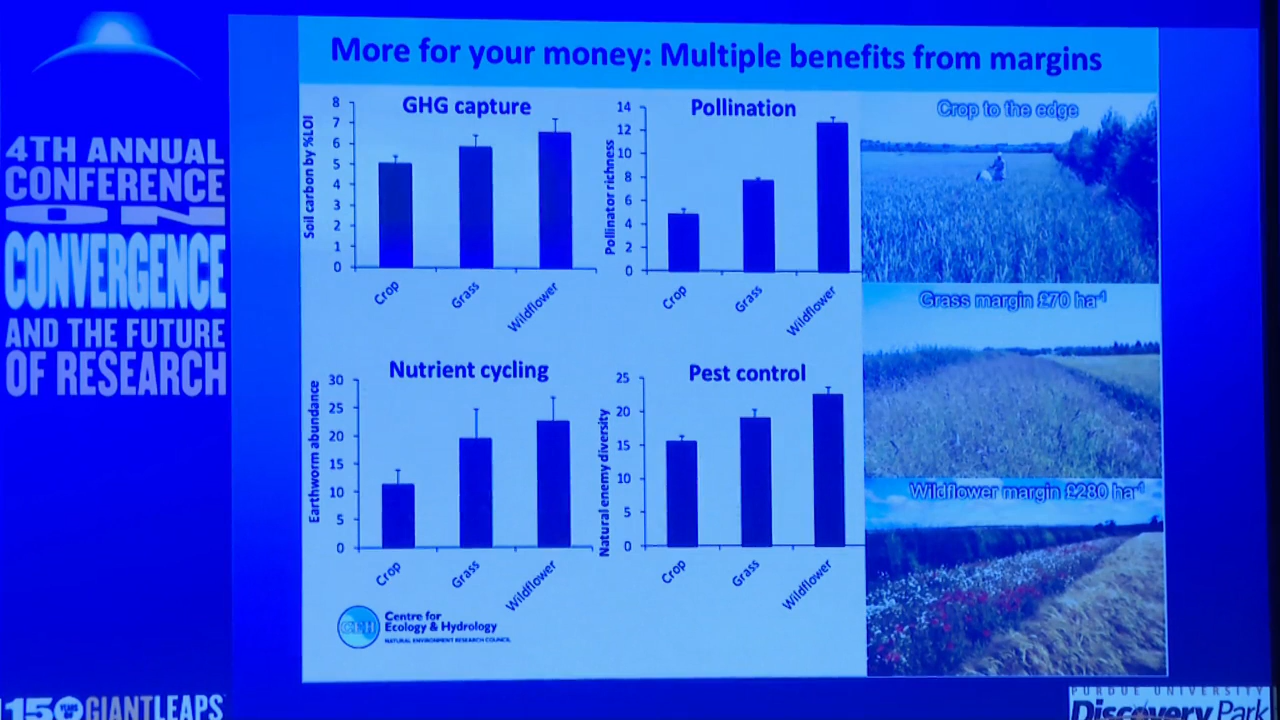 4TH ANNUAL
CONFERENCE
ON
CONVERGENCE
AND THE FUTURE
OF RESEARCH
150 YEARS OF GIANT LEAPS
More for your money: Multiple benefits from margins
GHG capture
Soil carbon by %LOI
8
7
6
5
4
3
2
1
0
Crop
Grass
Wildflower
Pollination
Pollinator richness
14
12
10
8
6
4
2
0
Crop
Grass
Wildflower
Nutrient cycling
Earthworm abundance
30
25
20
15
10
5
0
Crop
Grass
Wildflower
Pest control
Natural enemy diversity
25
20
15
10
5
0
Crop
Grass
Wildflower
Crop to the edge
Grass margin £70 ha⁻¹
Wildflower margin £280 ha⁻¹
CEH
Centre for
Ecology & Hydrology
NATURAL ENVIRONMENT RESEARCH COUNCIL
PURDUE UNIVERSITY
Discovery Park